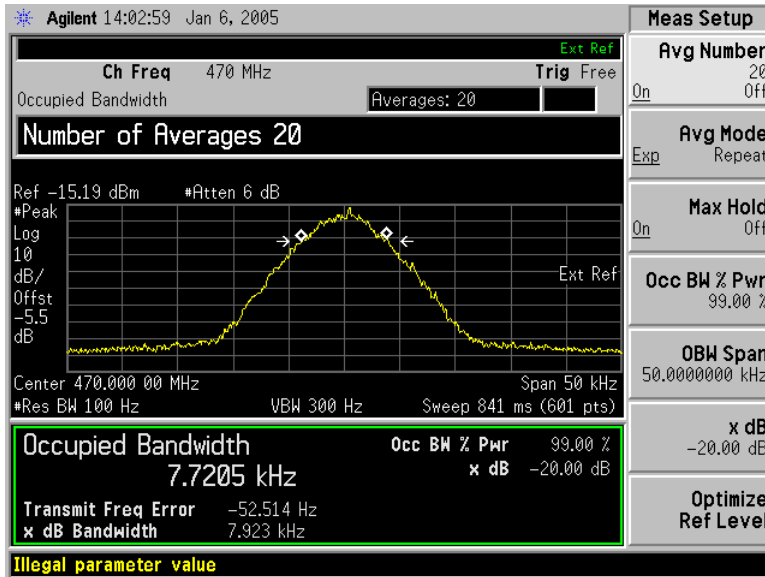 Agilent 14:02:59 Jan 6, 2005
Meas Setup
Ext Ref
Ch Freq 470 MHz Trig Free
Occupied Bandwidth Averages: 20
Number of Averages 20
Ref -15.19 dBm #Atten 6 dB
#Peak
Log
10
dB/
Offst
-5.5
dB
Ext Ref
Center 470.000 00 MHz Span 50 kHz
#Res BW 100 Hz VBW 300 Hz Sweep 841 ms (601 pts)
Occupied Bandwidth Occ BW % Pwr 99.00 %
7.7205 kHz x dB -20.00 dB
Transmit Freq Error -52.514 Hz
x dB Bandwidth 7.923 kHz
Illegal parameter value
Avg Number
20
On Off
Avg Mode
Exp Repeat
Max Hold
On Off
Occ BW % Pwr
99.00 %
OBW Span
50.0000000 kHz
x dB
-20.00 dB
Optimize
Ref Level